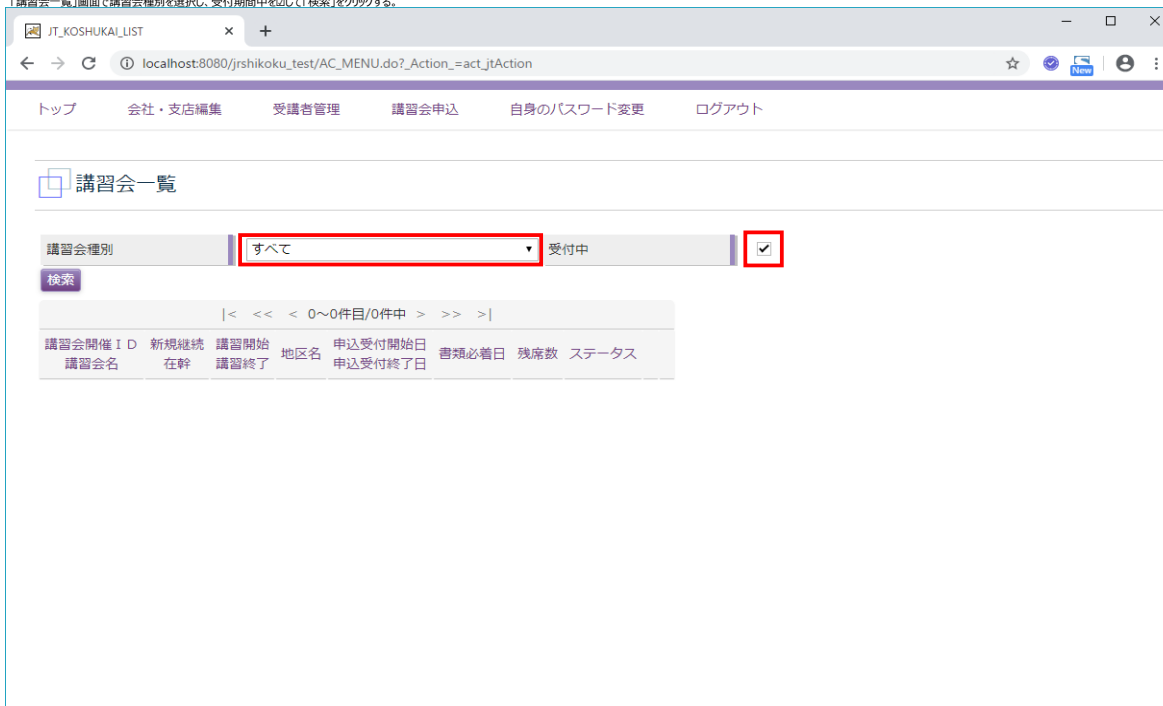 「講習会一覧」画面で講習会種別を選択し、受付期間中を☑して「検索」をクリックする。
JT_KOSHUKAI_LIST
localhost:8080/jrshikoku_test/AC_MENU.do?_Action_=act_jtAction
New
トップ 会社・支店編集 受講者管理 講習会申込 自身のパスワード変更 ログアウト
講習会一覧
講習会種別 すべて 受付中
検索
|< << < 0～0件目/0件中 > >> >|
講習会開催ＩＤ 新規継続 講習開始 地区名 申込受付開始日 書類必着日 残席数 ステータス
講習会名 在幹 講習終了 申込受付終了日